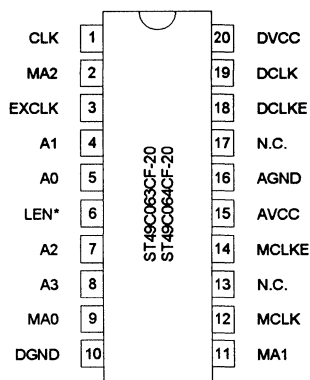 CLK 1 20 DVCC
MA2 2 19 DCLK
EXCLK 3 18 DCLKE
A1 4 17 N.C.
A0 5 16 AGND
LEN* 6 15 AVCC
A2 7 14 MCLKE
A3 8 13 N.C.
MA0 9 12 MCLK
DGND 10 11 MA1
ST49C063CF-20
ST49C064CF-20